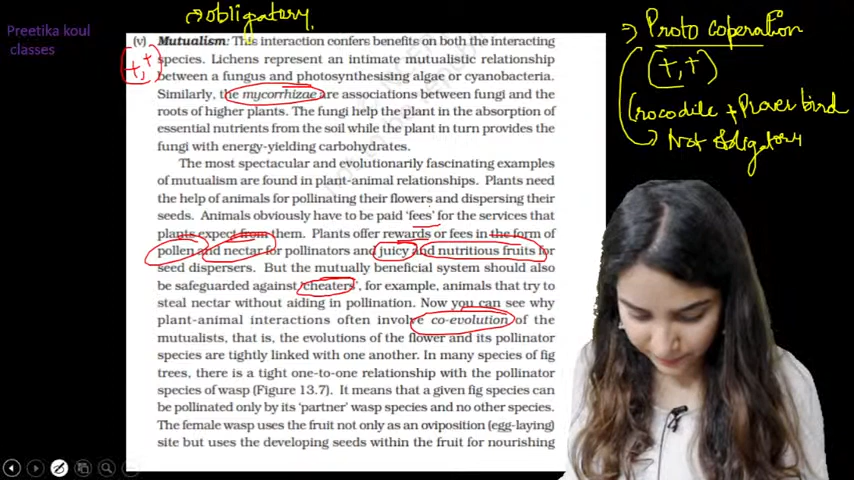 Preetika koul
classes
→ obligatory
(v) Mutualism: This interaction confers benefits on both the interacting
species. Lichens represent an intimate mutualistic relationship
between a fungus and photosynthesising algae or cyanobacteria.
Similarly, the mycorrhizae are associations between fungi and the
roots of higher plants. The fungi help the plant in the absorption of
essential nutrients from the soil while the plant in turn provides the
fungi with energy-yielding carbohydrates.
The most spectacular and evolutionarily fascinating examples
of mutualism are found in plant-animal relationships. Plants need
the help of animals for pollinating their flowers and dispersing their
seeds. Animals obviously have to be paid 'fees' for the services that
plants expect from them. Plants offer rewards or fees in the form of
pollen and nectar for pollinators and juicy and nutritious fruits for
seed dispersers. But the mutually beneficial system should also
be safeguarded against 'cheaters', for example, animals that try to
steal nectar without aiding in pollination. Now you can see why
plant-animal interactions often involve co-evolution of the
mutualists, that is, the evolutions of the flower and its pollinator
species are tightly linked with one another. In many species of fig
trees, there is a tight one-to-one relationship with the pollinator
species of wasp (Figure 13.7). It means that a given fig species can
be pollinated only by its 'partner' wasp species and no other species.
The female wasp uses the fruit not only as an oviposition (egg-laying)
site but uses the developing seeds within the fruit for nourishing
+,+
⇒ Proto coperation
(+,+)
Crocodile + Plover bird
→ Not obligatory